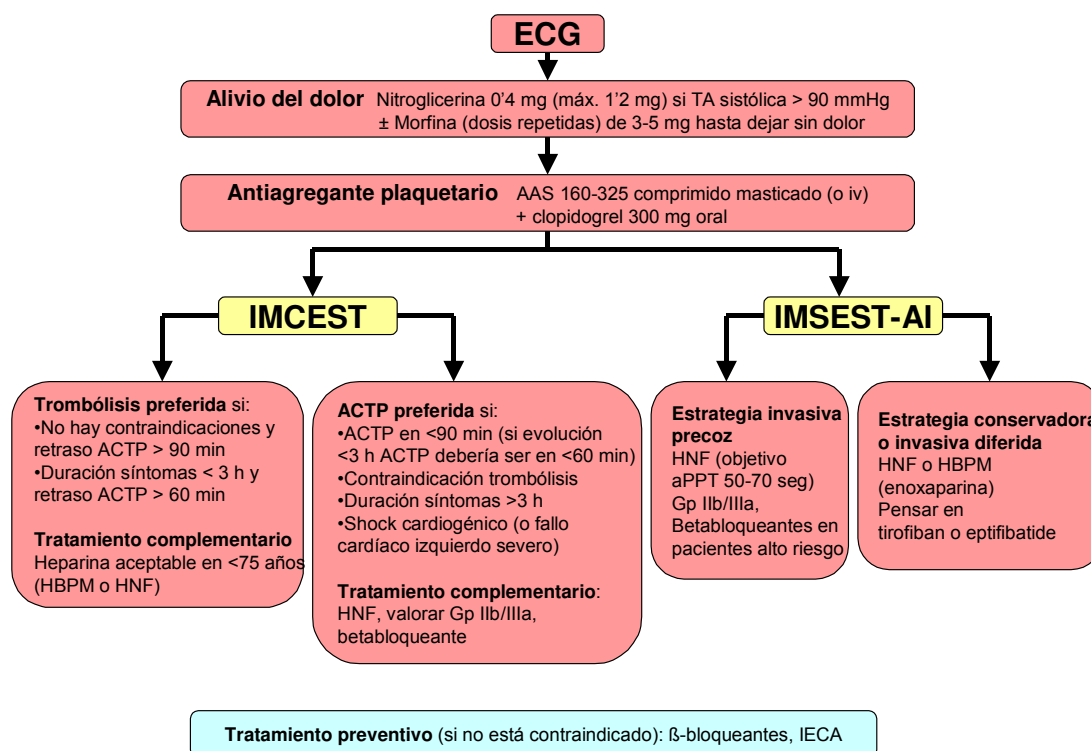 ECG
Alivio del dolor Nitroglicerina 0'4 mg (máx. 1'2 mg) si TA sistólica > 90 mmHg
± Morfina (dosis repetidas) de 3-5 mg hasta dejar sin dolor
Antiagregante plaquetario AAS 160-325 comprimido masticado (o iv)
+ clopidogrel 300 mg oral
IMCEST
IMSEST-AI
Trombólisis preferida si:
•No hay contraindicaciones y
retraso ACTP > 90 min
•Duración síntomas < 3 h y
retraso ACTP > 60 min
Tratamiento complementario
Heparina aceptable en <75 años
(HBPM o HNF)
ACTP preferida si:
•ACTP en <90 min (si evolución
<3 h ACTP debería ser en <60 min)
•Contraindicación trombólisis
•Duración síntomas >3 h
•Shock cardiogénico (o fallo
cardíaco izquierdo severo)
Tratamiento complementario:
HNF, valorar Gp IIb/IIIa,
betabloqueante
Estrategia invasiva
precoz
HNF (objetivo
aPPT 50-70 seg)
Gp IIb/IIIa,
Betabloqueantes en
pacientes alto riesgo
Estrategia conservadora
o invasiva diferida
HNF o HBPM
(enoxaparina)
Pensar en
tirofiban o eptifibatide
Tratamiento preventivo (si no está contraindicado): ß-bloqueantes, IECA